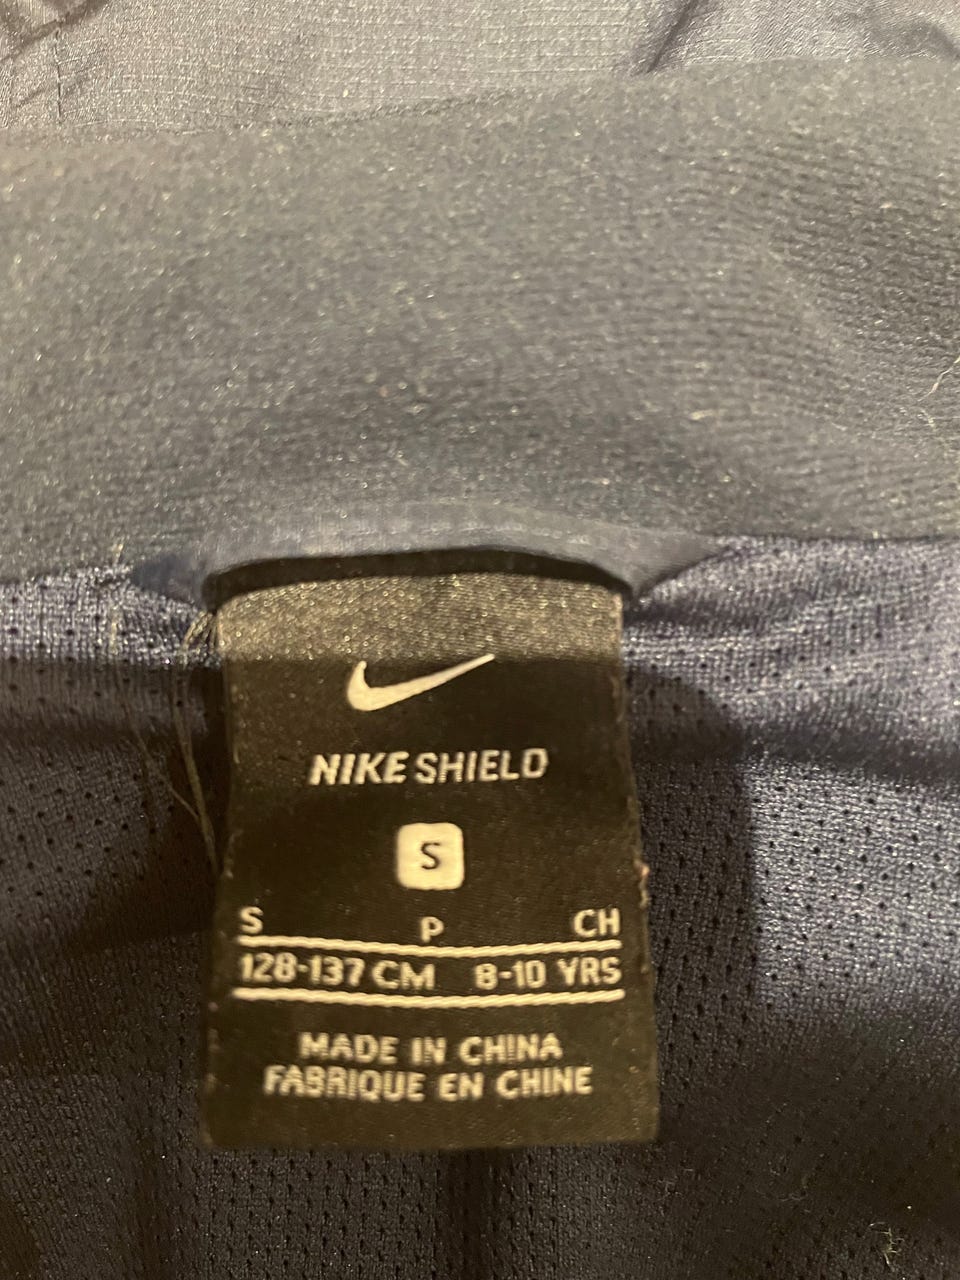 NIKE SHIELD
S
S P CH
128-137 CM 8-10 YRS
MADE IN CHINA
FABRIQUE EN CHINE